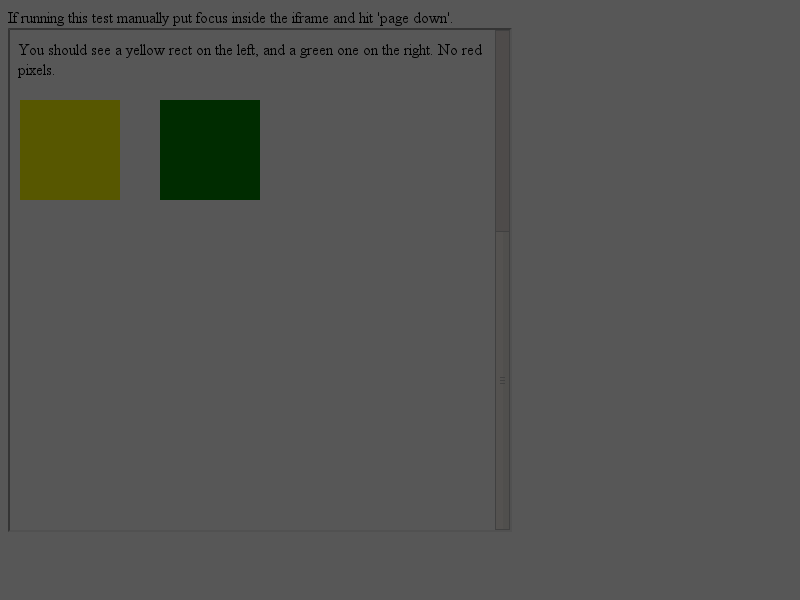 If running this test manually put focus inside the iframe and hit 'page down'.
You should see a yellow rect on the left, and a green one on the right. No red
pixels.